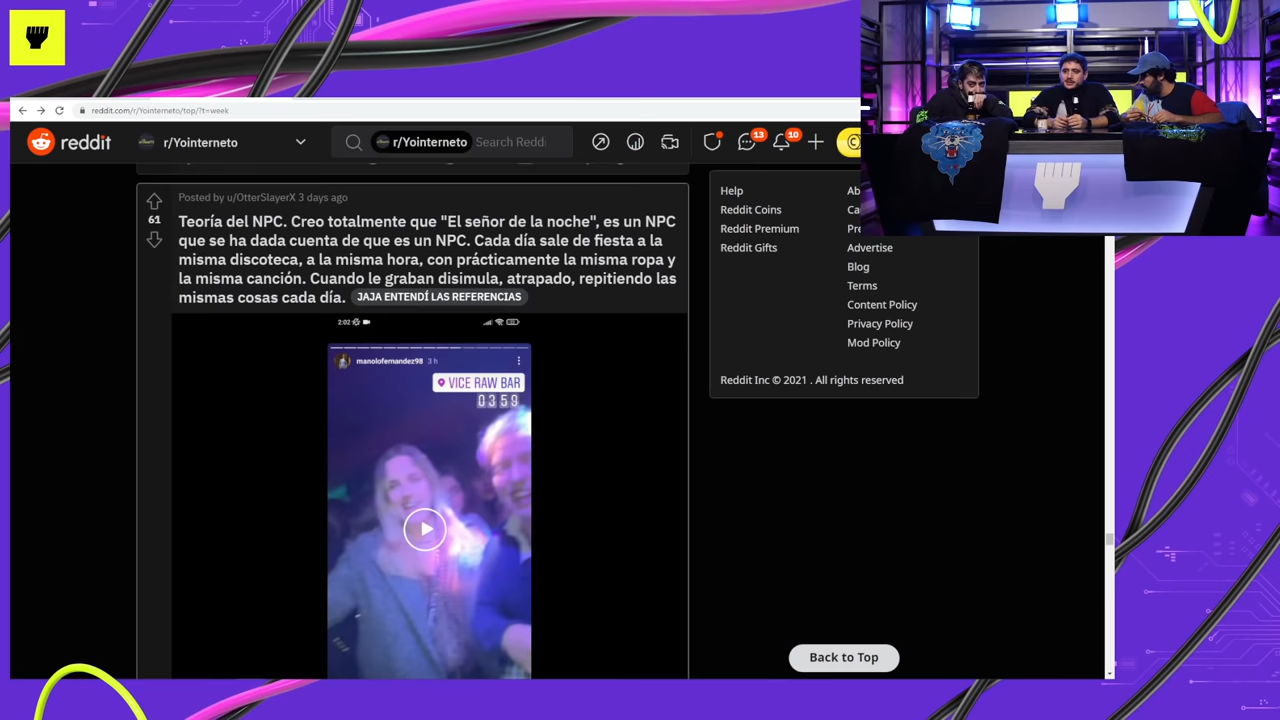 reddit.com/r/Yointerneto/top/?t=week
reddit
r/Yointerneto
r/Yointerneto
Search Reddi
13
10
Posted by u/OtterSlayerX 3 days ago
61
Teoría del NPC. Creo totalmente que "El señor de la noche", es un NPC
que se ha dada cuenta de que es un NPC. Cada día sale de fiesta a la
misma discoteca, a la misma hora, con prácticamente la misma ropa y
la misma canción. Cuando le graban disimula, atrapado, repitiendo las
mismas cosas cada día.
JAJA ENTENDÍ LAS REFERENCIAS
2:02
manolofernandez98 3 h
VICE RAW BAR
03 59
Help
Reddit Coins
Reddit Premium
Reddit Gifts
Ab
Ca
Pre
Advertise
Blog
Terms
Content Policy
Privacy Policy
Mod Policy
Reddit Inc © 2021 . All rights reserved
Back to Top